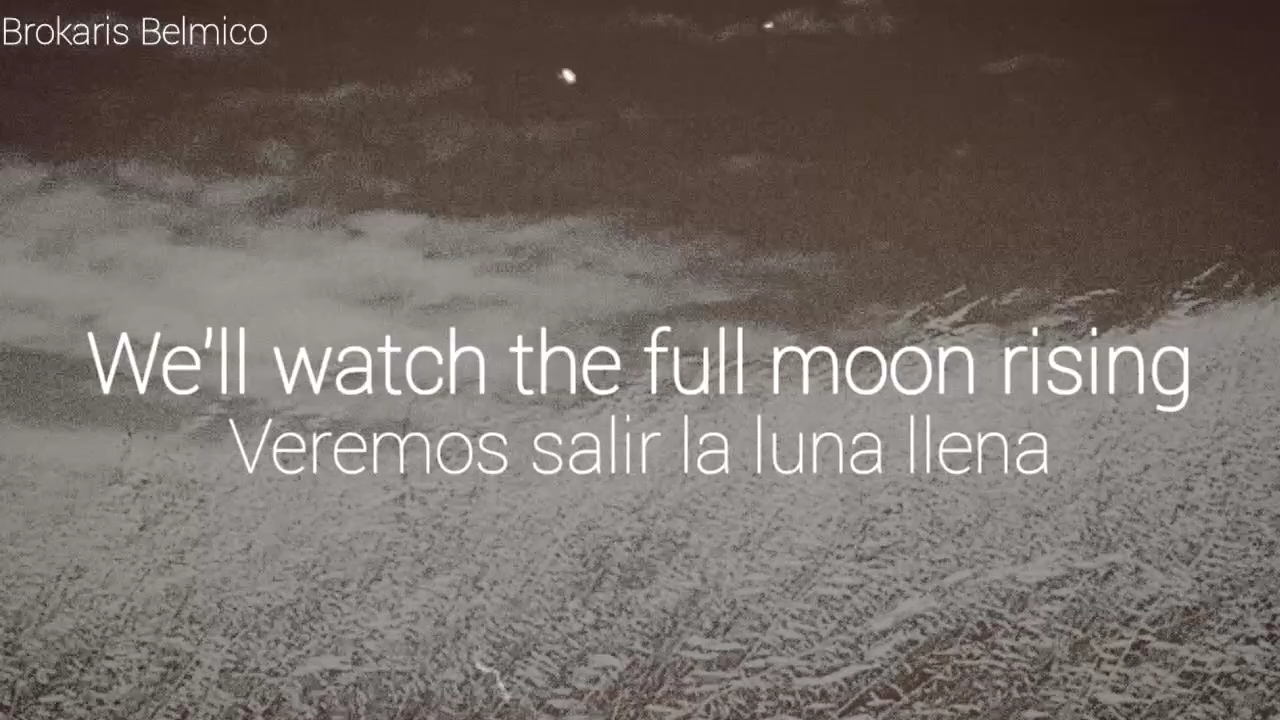 Brokaris Belmico
We'll watch the full moon rising
Veremos salir la luna llena